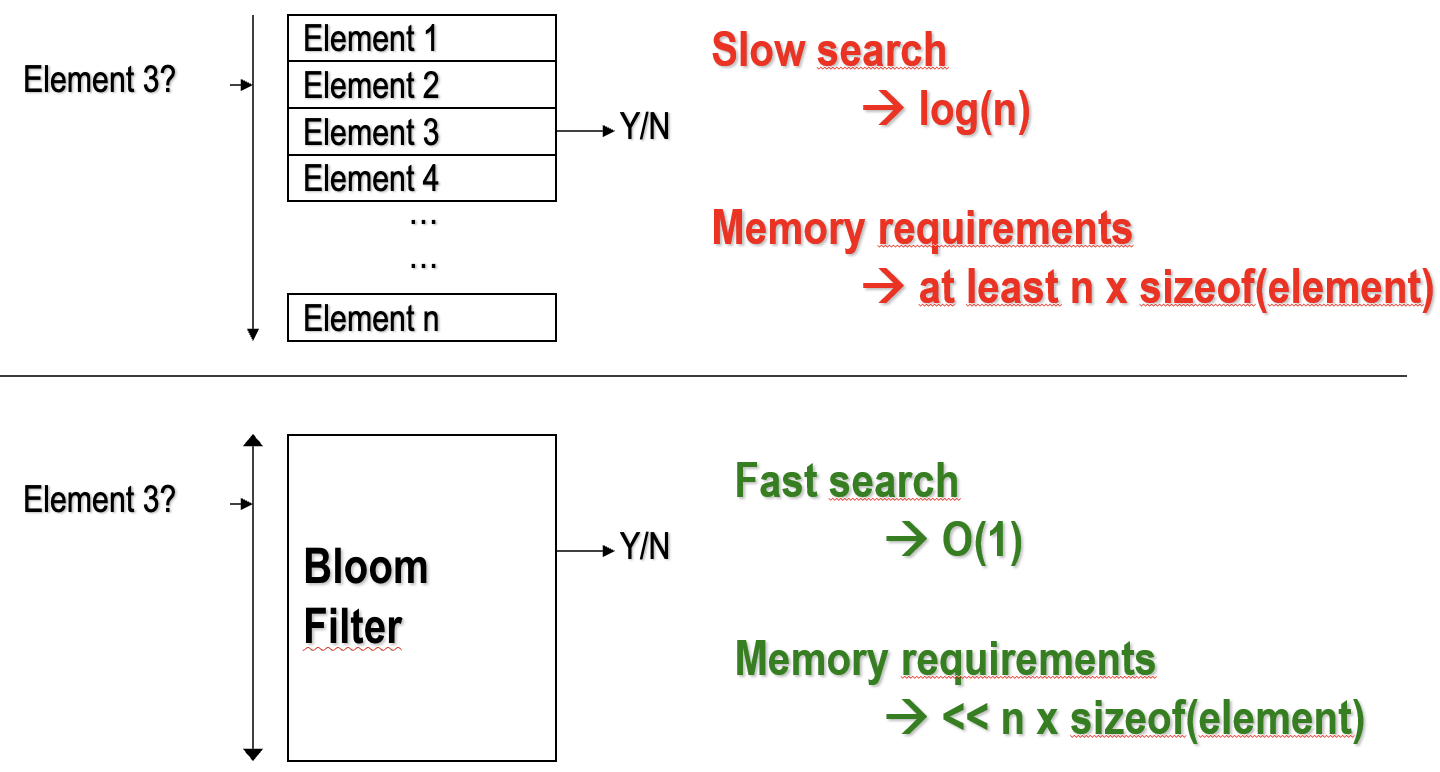 Element 3?
Element 1
Element 2
Element 3
Element 4
...
...
Element n
Y/N
Slow search
→ log(n)
Memory requirements
→ at least n x sizeof(element)
Element 3?
Bloom
Filter
Y/N
Fast search
→ O(1)
Memory requirements
→ << n x sizeof(element)